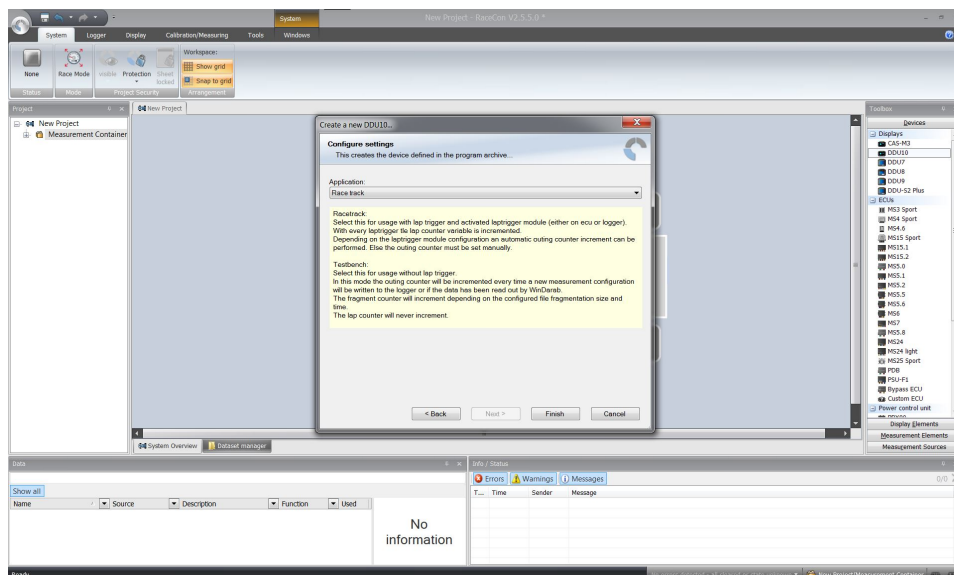 System
New Project - RaceCon V2.5.5.0 *
System Logger Display Calibration/Measuring Tools Windows
Workspace:
Show grid
Snap to grid
None
Race Mode
visible
Protection
Sheet locked
Status
Mode
Project Security
Arrangement
Project
New Project
Measurement Container
New Project
Create a new DDU10...
Configure settings
This creates the device defined in the program archive...
Application:
Race track
Racetrack:
Select this for usage with lap trigger and activated laptrigger module (either on ecu or logger).
With every laptrigger tle lap counter variable is incremented.
Depending on the laptrigger module configuration an automatic outing counter increment can be
performed. Else the outing counter must be set manually.
Testbench:
Select this for usage without lap trigger.
In this mode the outing counter will be incremented every time a new measurement configuration
will be written to the logger or if the data has been read out by WinDarab.
The fragment counter will increment depending on the configured file fragmentation size and
time.
The lap counter will never increment.
< Back
Next >
Finish
Cancel
System Overview
Dataset manager
Toolbox
Devices
Displays
CAS-M3
DDU10
DDU7
DDU8
DDU9
DDU-S2 Plus
ECUs
MS3 Sport
MS4 Sport
MS4.6
MS15 Sport
MS15.1
MS15.2
MS5.0
MS5.1
MS5.2
MS5.5
MS5.6
MS6
MS7
MS5.8
MS24
MS24 light
MS25 Sport
PDB
PSU-F1
Bypass ECU
Custom ECU
Power control unit
Display Elements
Measurement Elements
Measurement Sources
Data
Show all
Name Source Description Function Used
No
information
Info / Status
Errors Warnings Messages
0/0
T... Time Sender Message
Ready
New Project/Measurement Container